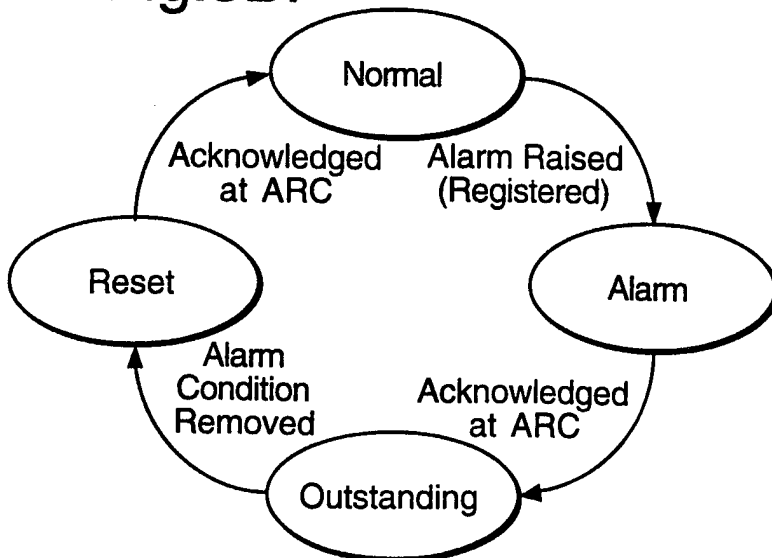 Normal
Acknowledged
at ARC
Alarm Raised
(Registered)
Reset
Alarm
Alarm
Condition
Removed
Acknowledged
at ARC
Outstanding